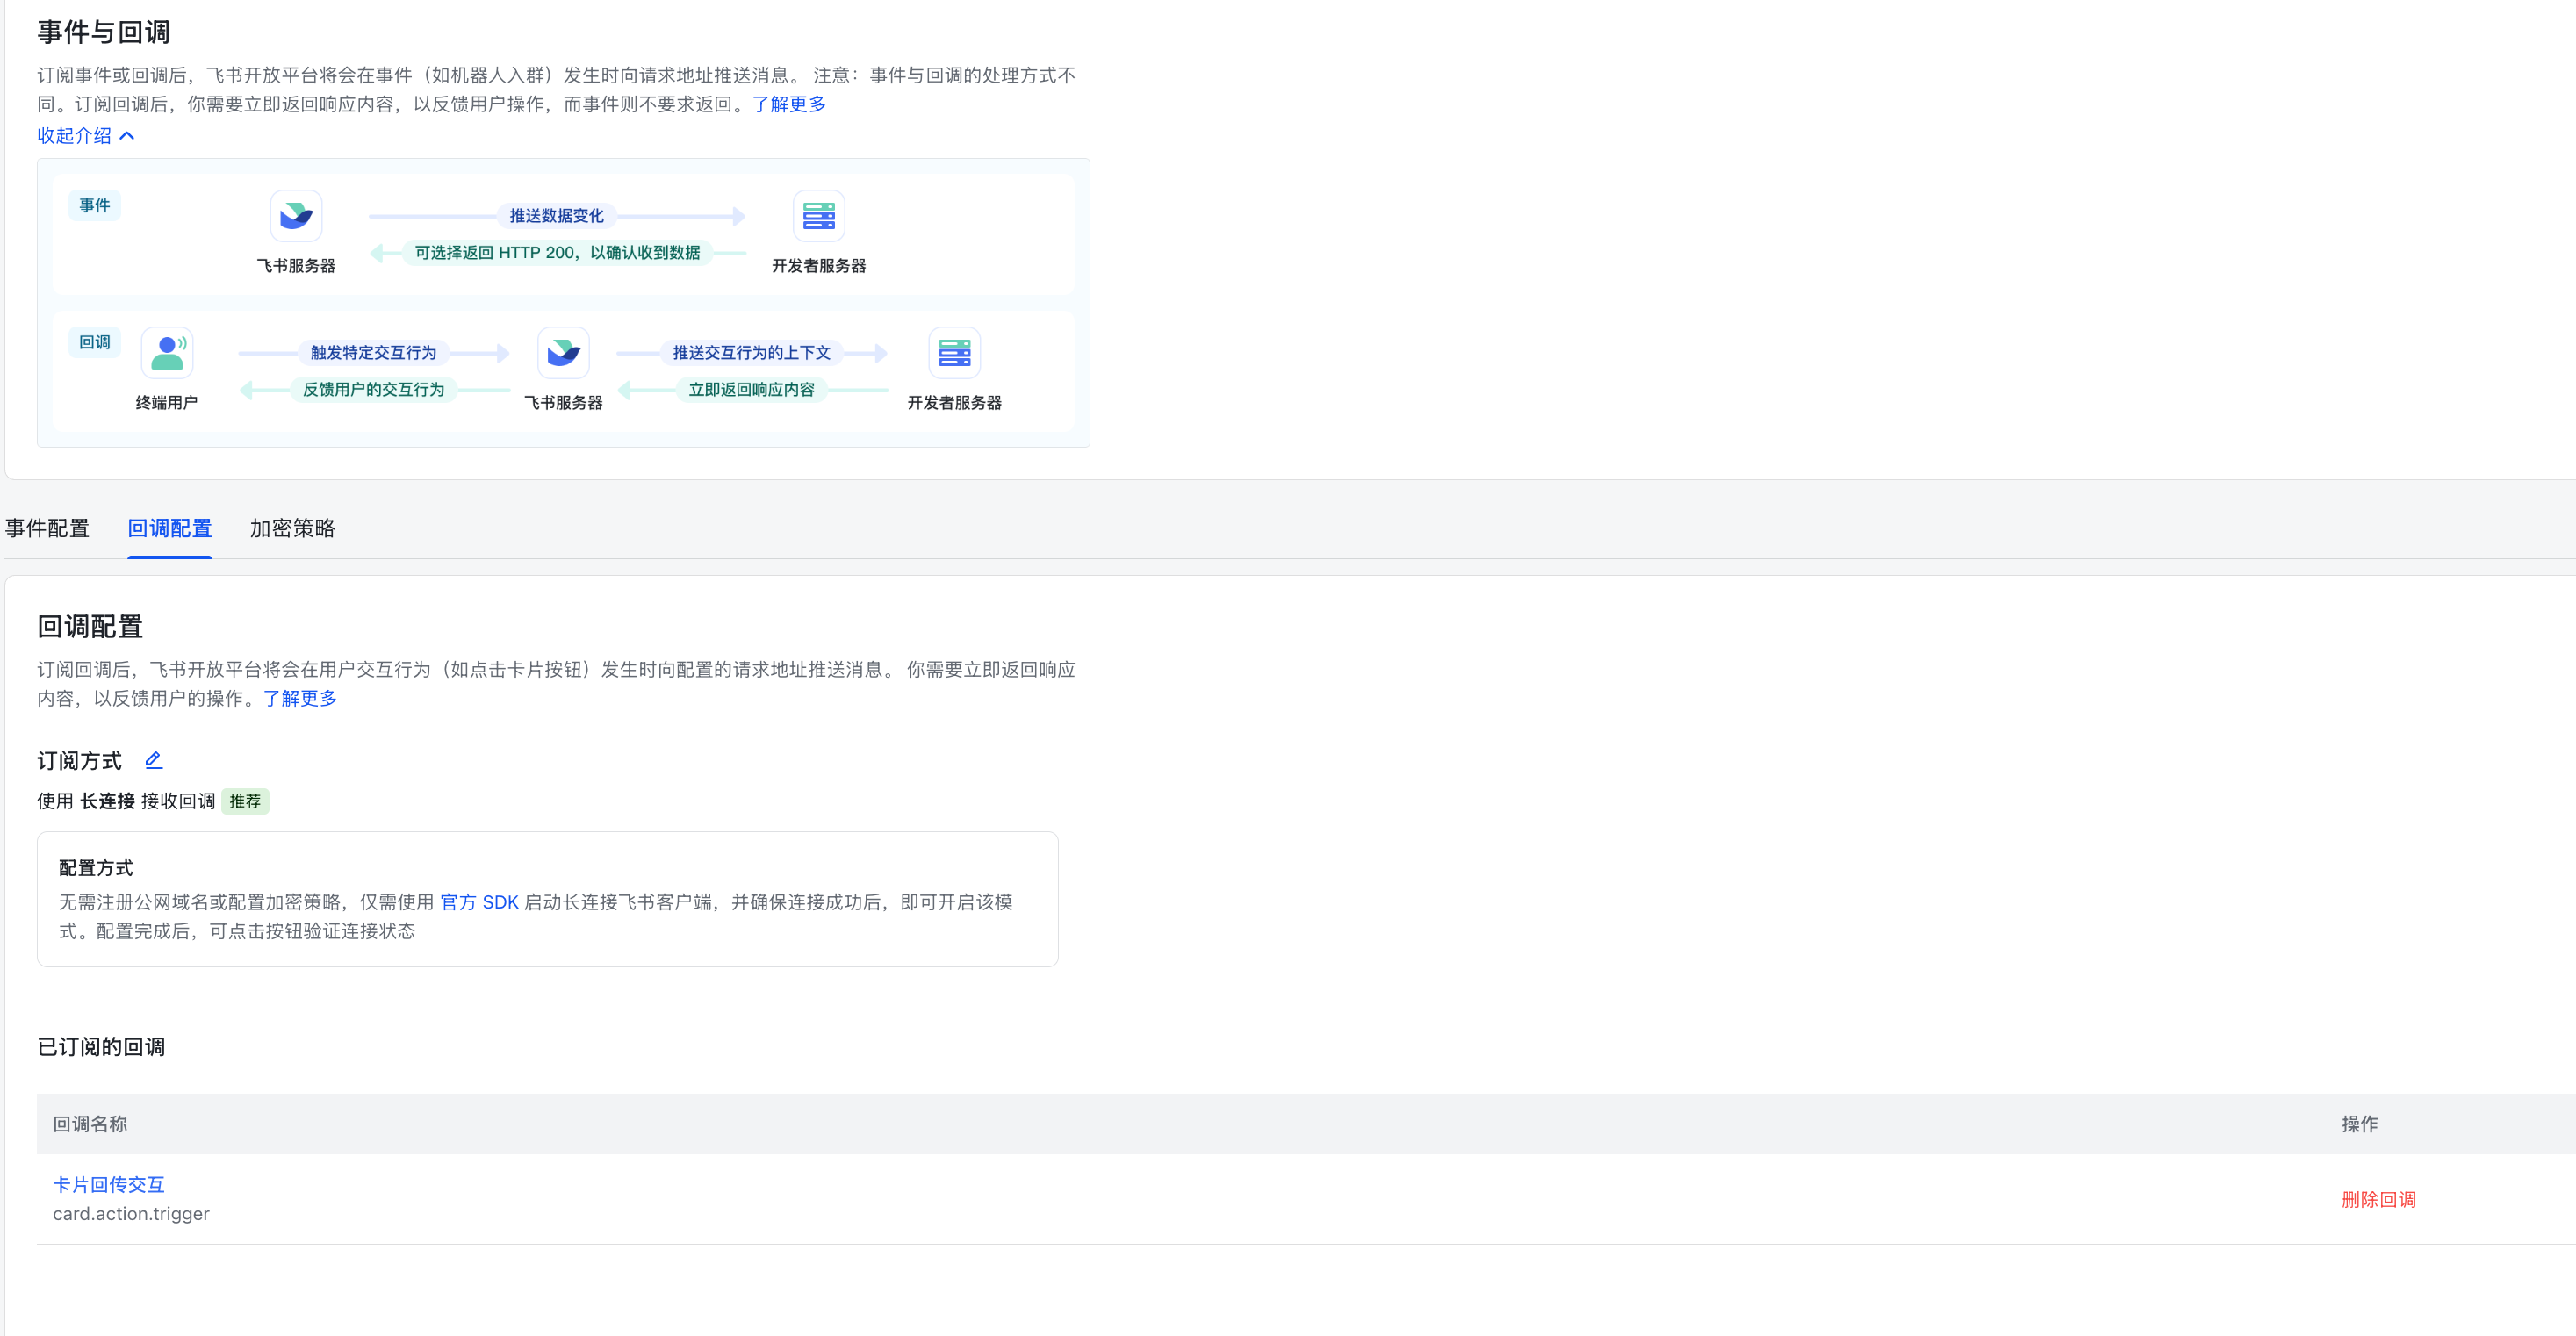 事件与回调
订阅事件或回调后，飞书开放平台将会在事件（如机器人入群）发生时向请求地址推送消息。 注意：事件与回调的处理方式不
同。订阅回调后，你需要立即返回响应内容，以反馈用户操作，而事件则不要求返回。了解更多
收起介绍
事件
推送数据变化
可选择返回 HTTP 200，以确认收到数据
飞书服务器
开发者服务器
回调
触发特定交互行为
推送交互行为的上下文
反馈用户的交互行为
立即返回响应内容
终端用户
飞书服务器
开发者服务器
事件配置
回调配置
加密策略
回调配置
订阅回调后，飞书开放平台将会在用户交互行为（如点击卡片按钮）发生时向配置的请求地址推送消息。 你需要立即返回响应
内容，以反馈用户的操作。了解更多
订阅方式
使用 长连接 接收回调 推荐
配置方式
无需注册公网域名或配置加密策略，仅需使用 官方 SDK 启动长连接飞书客户端，并确保连接成功后，即可开启该模
式。配置完成后，可点击按钮验证连接状态
已订阅的回调
回调名称
操作
卡片回传交互
card.action.trigger
删除回调